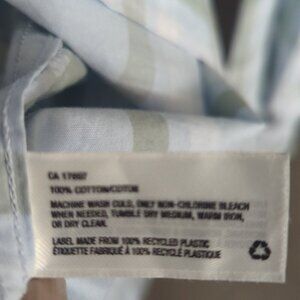 CA 17897
100% COTTON/COTON
MACHINE WASH COLD, ONLY NON-CHLORINE BLEACH
WHEN NEEDED, TUMBLE DRY MEDIUM, WARM IRON,
OR DRY CLEAN.
LABEL MADE FROM 100% RECYCLED PLASTIC
ÉTIQUETTE FABRIQUÉ À 100% RECYCLÉ PLASTIQUE